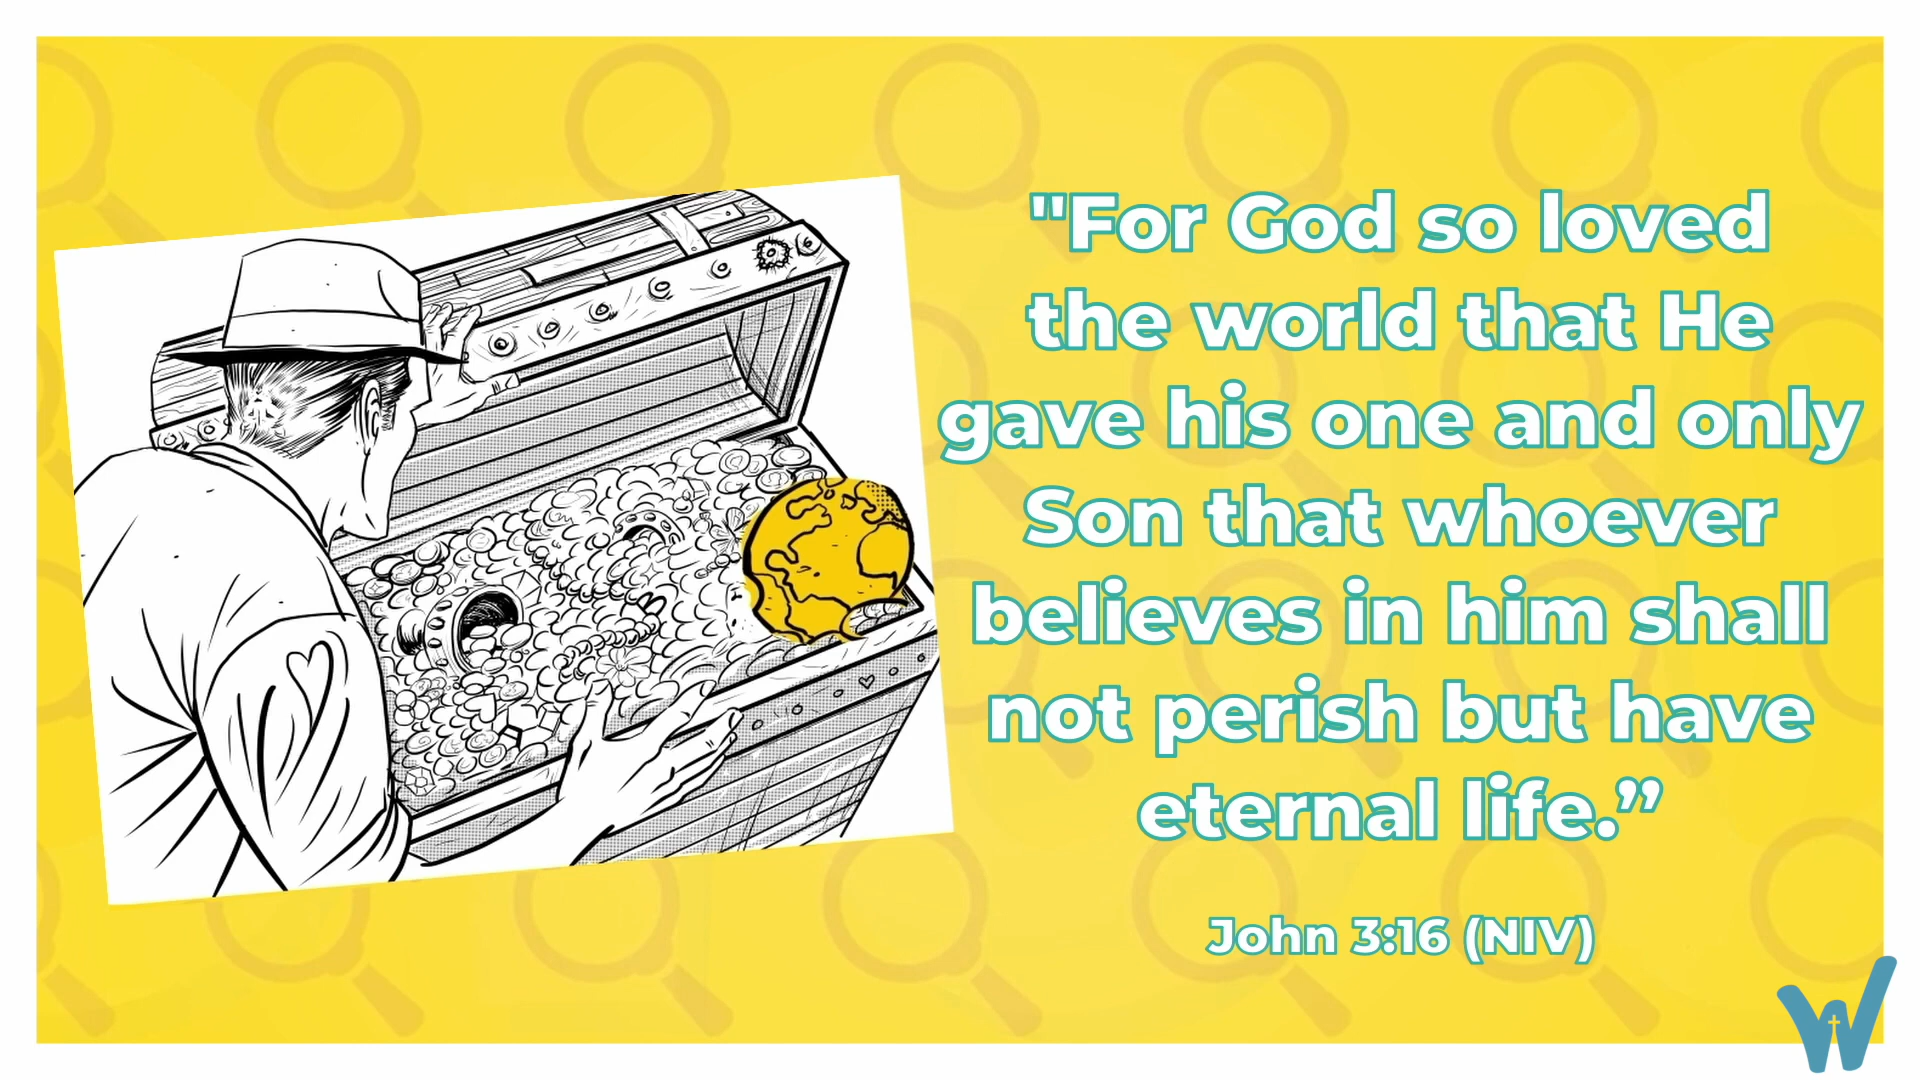 "For God so loved
the world that He
gave his one and only
Son that whoever
believes in him shall
not perish but have
eternal life.”
John 3:16 (NIV)
W